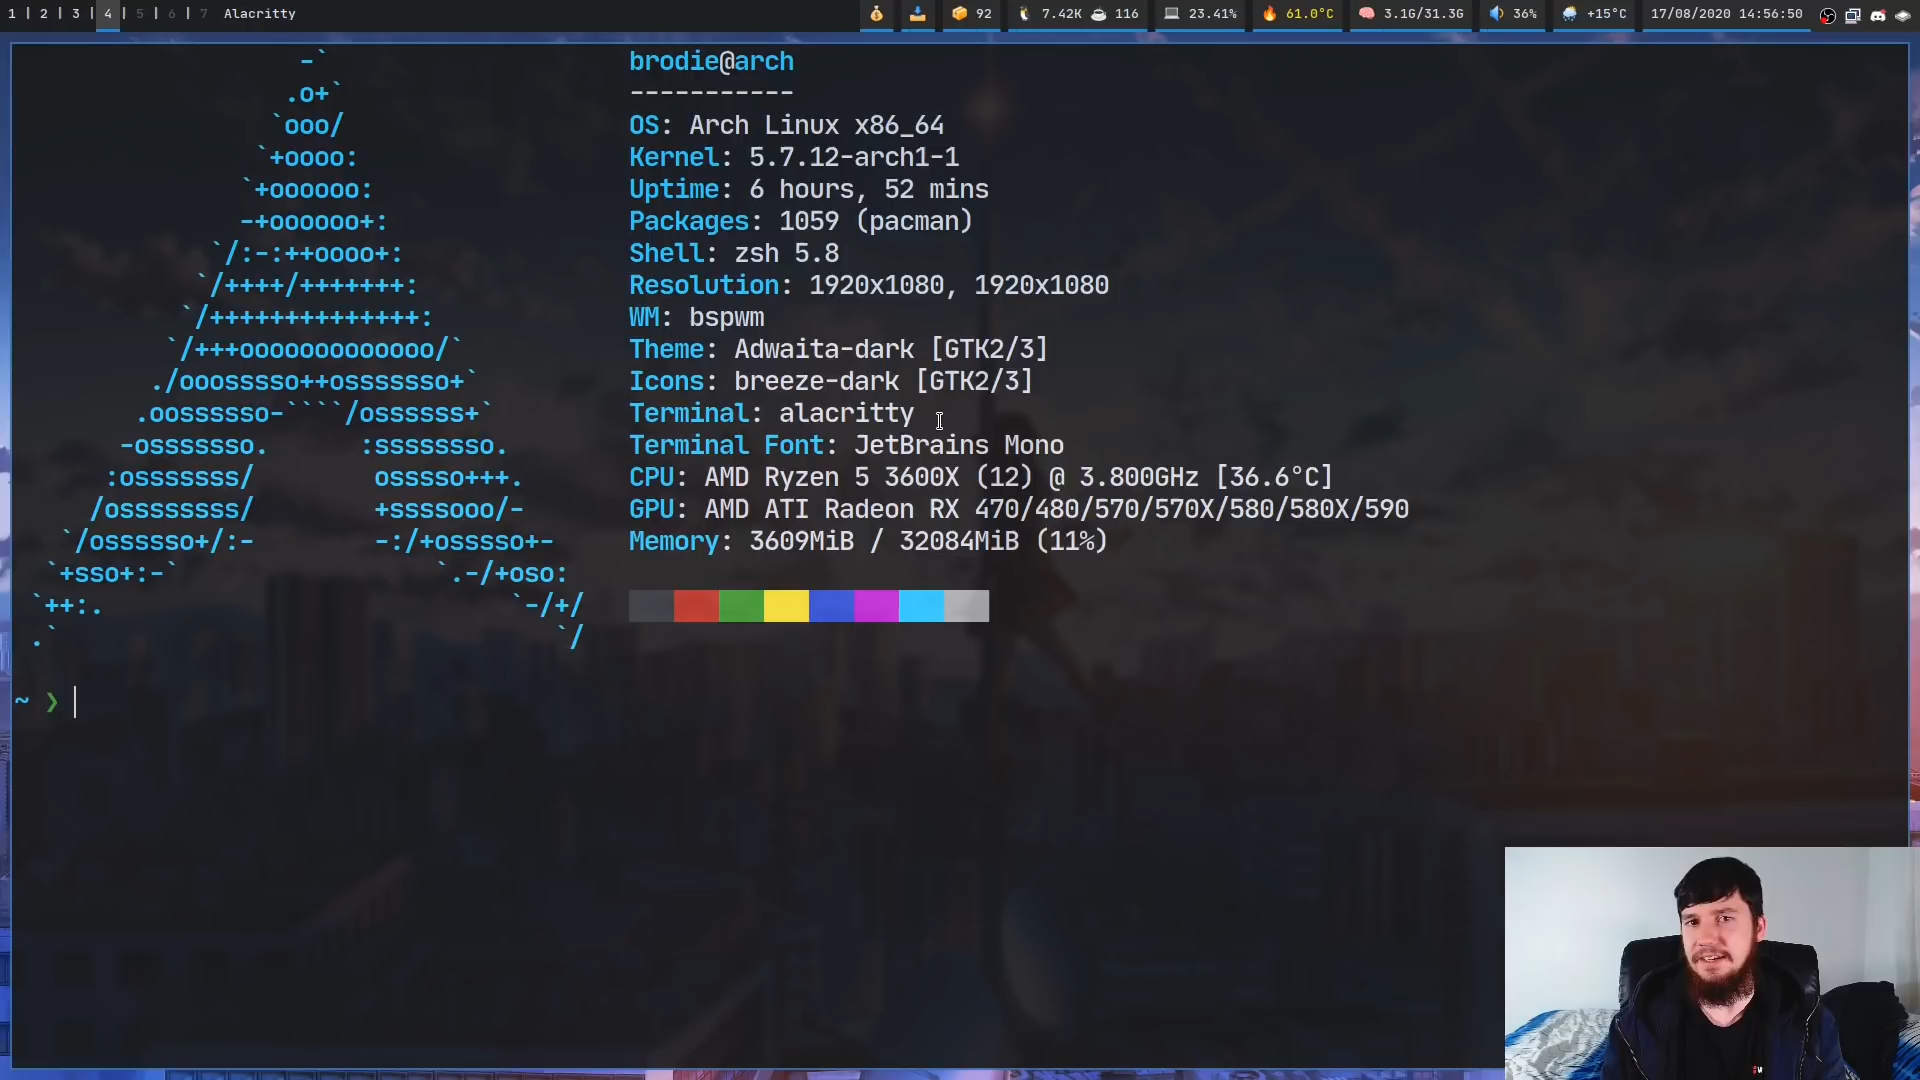 1 | 2 | 3 | 4 | 5 | 6 | 7 Alacritty 92 7.42K 116 23.41% 61.0°C 3.1G/31.3G 36% +15°C 17/08/2020 14:56:50
brodie@arch
-----------
OS: Arch Linux x86_64
Kernel: 5.7.12-arch1-1
Uptime: 6 hours, 52 mins
Packages: 1059 (pacman)
Shell: zsh 5.8
Resolution: 1920x1080, 1920x1080
WM: bspwm
Theme: Adwaita-dark [GTK2/3]
Icons: breeze-dark [GTK2/3]
Terminal: alacritty
Terminal Font: JetBrains Mono
CPU: AMD Ryzen 5 3600X (12) @ 3.800GHz [36.6°C]
GPU: AMD ATI Radeon RX 470/480/570/570X/580/580X/590
Memory: 3609MiB / 32084MiB (11%)
~ ❯